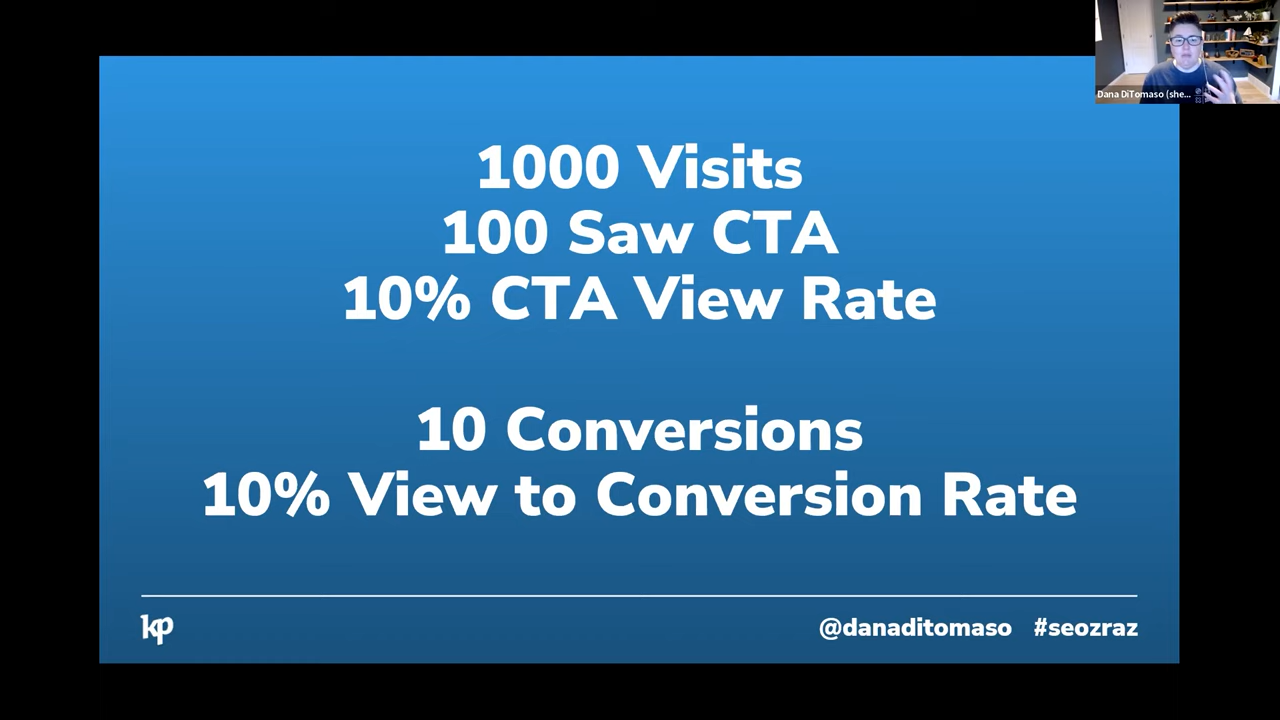 Dana DiTomaso (she...
1000 Visits
100 Saw CTA
10% CTA View Rate
10 Conversions
10% View to Conversion Rate
kp
@danaditomaso #seozraz